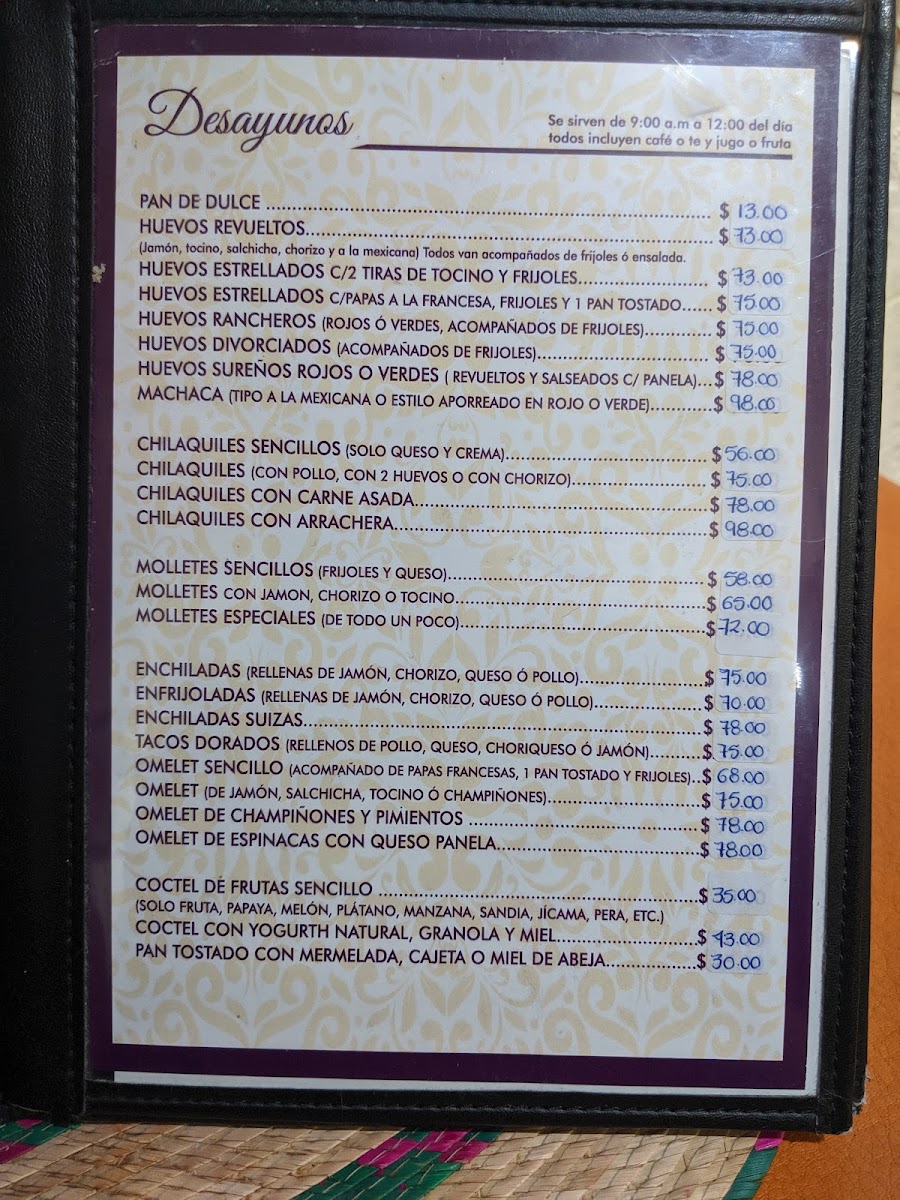 Desayunos
Se sirven de 9:00 a.m a 12:00 del día
todos incluyen café o te y jugo o fruta
PAN DE DULCE ........ $ 13.00
HUEVOS REVUELTOS........ $ 73.00
(Jamón, tocino, salchicha, chorizo y a la mexicana) Todos van acompañados de frijoles ó ensalada.
HUEVOS ESTRELLADOS C/2 TIRAS DE TOCINO Y FRIJOLES........ $ 73.00
HUEVOS ESTRELLADOS C/PAPAS A LA FRANCESA, FRIJOLES Y 1 PAN TOSTADO...... $ 75.00
HUEVOS RANCHEROS (ROJOS Ó VERDES, ACOMPAÑADOS DE FRIJOLES)........ $ 75.00
HUEVOS DIVORCIADOS (ACOMPAÑADOS DE FRIJOLES)........ $ 75.00
HUEVOS SUREÑOS ROJOS O VERDES ( REVUELTOS Y SALSEADOS C/ PANELA)...$ 78.00
MACHACA (TIPO A LA MEXICANA O ESTILO APORREADO EN ROJO O VERDE)........$ 98.00
CHILAQUILES SENCILLOS (SOLO QUESO Y CREMA)........$ 56.00
CHILAQUILES (CON POLLO, CON 2 HUEVOS O CON CHORIZO)........$ 75.00
CHILAQUILES CON CARNE ASADA........$ 78.00
CHILAQUILES CON ARRACHERA........$ 98.00
MOLLETES SENCILLOS (FRIJOLES Y QUESO)........$ 58.00
MOLLETES CON JAMON, CHORIZO O TOCINO........$ 65.00
MOLLETES ESPECIALES (DE TODO UN POCO)........$ 72.00
ENCHILADAS (RELLENAS DE JAMÓN, CHORIZO, QUESO Ó POLLO)........$ 75.00
ENFRIJOLADAS (RELLENAS DE JAMÓN, CHORIZO, QUESO Ó POLLO)........$ 70.00
ENCHILADAS SUIZAS........$ 78.00
TACOS DORADOS (RELLENOS DE POLLO, QUESO, CHORIQUESO Ó JAMÓN)........$ 75.00
OMELET SENCILLO (ACOMPAÑADO DE PAPAS FRANCESAS, 1 PAN TOSTADO Y FRIJOLES)..$ 68.00
OMELET (DE JAMÓN, SALCHICHA, TOCINO Ó CHAMPIÑONES)........$ 75.00
OMELET DE CHAMPIÑONES Y PIMIENTOS ........$ 78.00
OMELET DE ESPINACAS CON QUESO PANELA........$ 78.00
COCTEL DE FRUTAS SENCILLO ........$ 35.00
(SOLO FRUTA, PAPAYA, MELÓN, PLÁTANO, MANZANA, SANDIA, JÍCAMA, PERA, ETC.)
COCTEL CON YOGURTH NATURAL, GRANOLA Y MIEL........$ 43.00
PAN TOSTADO CON MERMELADA, CAJETA O MIEL DE ABEJA........$ 30.00